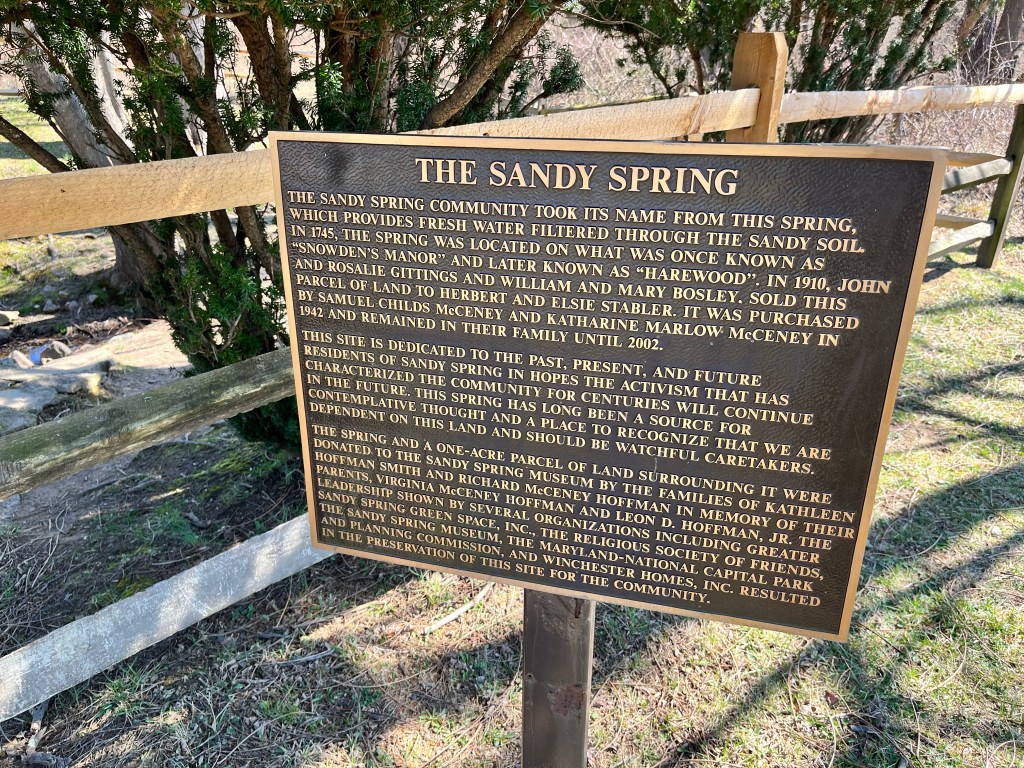 THE SANDY SPRING
THE SANDY SPRING COMMUNITY TOOK ITS NAME FROM THIS SPRING,
WHICH PROVIDES FRESH WATER FILTERED THROUGH THE SANDY SOIL.
IN 1745, THE SPRING WAS LOCATED ON WHAT WAS ONCE KNOWN AS
"SNOWDEN'S MANOR" AND LATER KNOWN AS "HAREWOOD". IN 1910, JOHN
AND ROSALIE GITTINGS AND WILLIAM AND MARY BOSLEY. SOLD THIS
PARCEL OF LAND TO HERBERT AND ELSIE STABLER. IT WAS PURCHASED
BY SAMUEL CHILDS McCENEY AND KATHARINE MARLOW McCENEY IN
1942 AND REMAINED IN THEIR FAMILY UNTIL 2002.
THIS SITE IS DEDICATED TO THE PAST, PRESENT, AND FUTURE
RESIDENTS OF SANDY SPRING IN HOPES THE ACTIVISM THAT HAS
CHARACTERIZED THE COMMUNITY FOR CENTURIES WILL CONTINUE
IN THE FUTURE. THIS SPRING HAS LONG BEEN A SOURCE FOR
CONTEMPLATIVE THOUGHT AND A PLACE TO RECOGNIZE THAT WE ARE
DEPENDENT ON THIS LAND AND SHOULD BE WATCHFUL CARETAKERS.
THE SPRING AND A ONE-ACRE PARCEL OF LAND SURROUNDING IT WERE
DONATED TO THE SANDY SPRING MUSEUM BY THE FAMILIES OF KATHLEEN
HOFFMAN SMITH AND RICHARD McCENEY HOFFMAN IN MEMORY OF THEIR
PARENTS, VIRGINIA McCENEY HOFFMAN AND LEON D. HOFFMAN, JR. THE
LEADERSHIP SHOWN BY SEVERAL ORGANIZATIONS INCLUDING GREATER
SANDY SPRING GREEN SPACE, INC., THE RELIGIOUS SOCIETY OF FRIENDS,
THE SANDY SPRING MUSEUM, THE MARYLAND-NATIONAL CAPITAL PARK
AND PLANNING COMMISSION, AND WINCHESTER HOMES, INC. RESULTED
IN THE PRESERVATION OF THIS SITE FOR THE COMMUNITY.